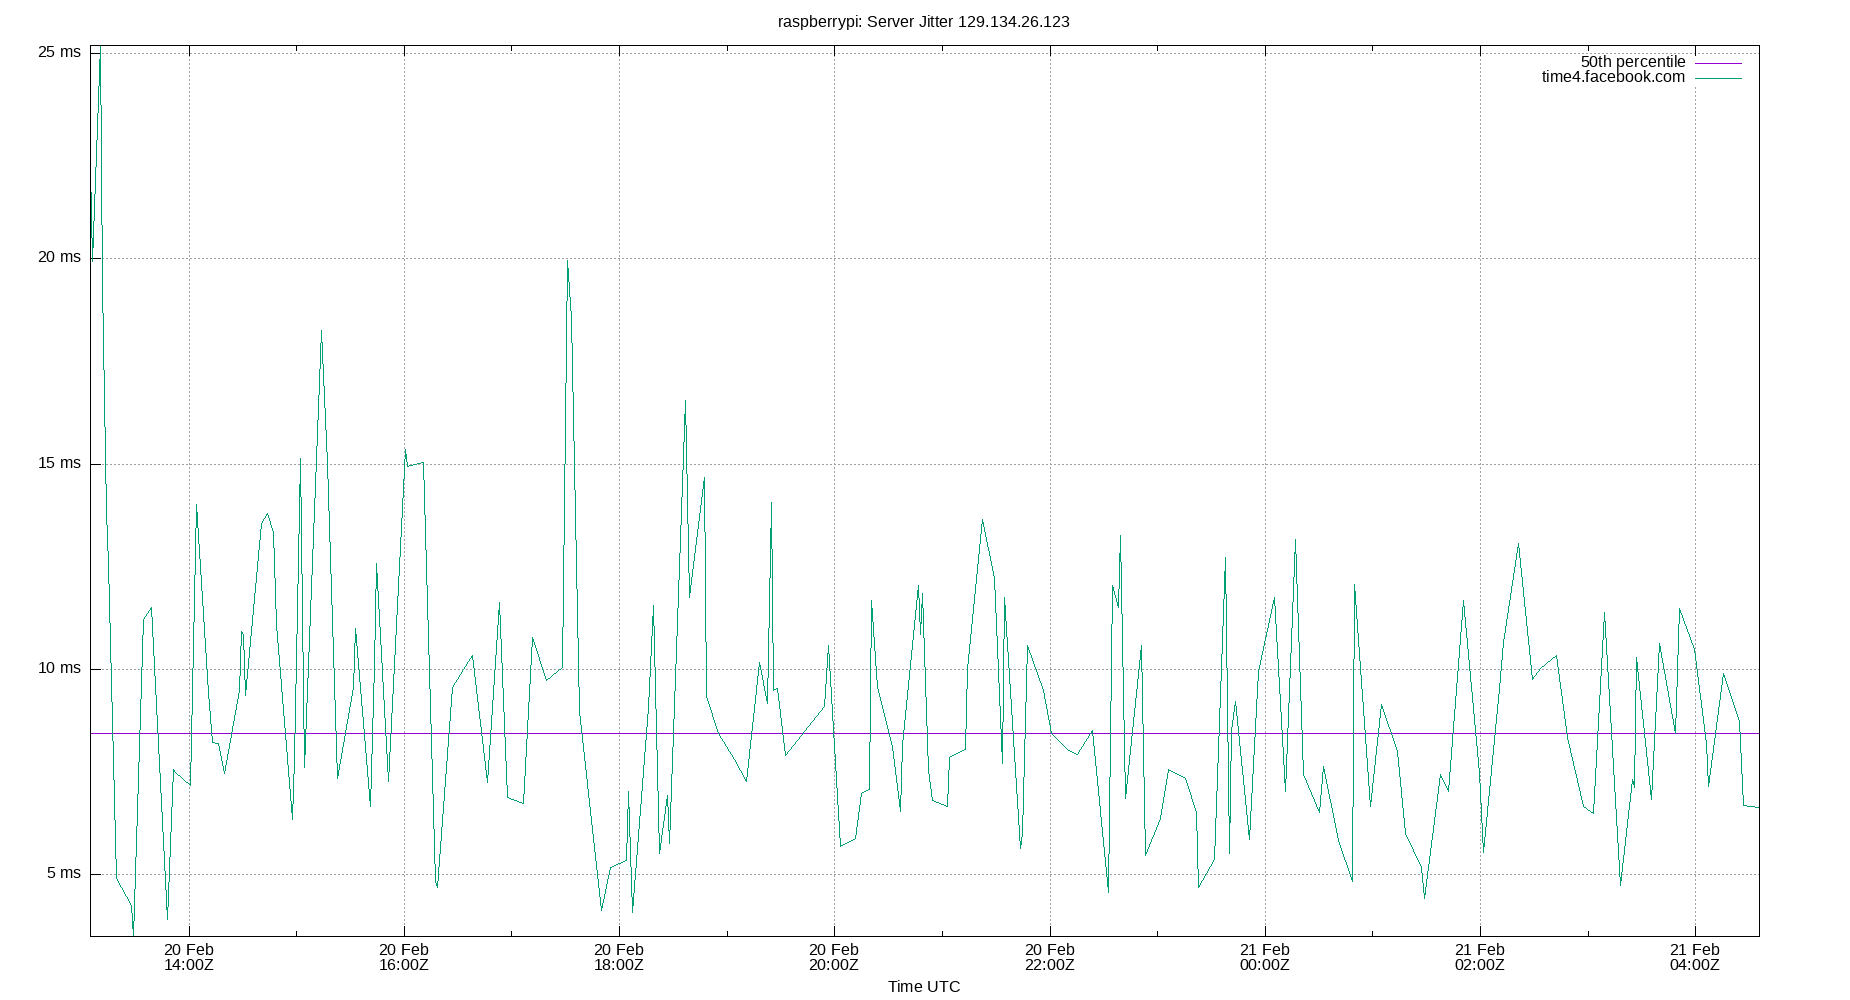 raspberrypi: Server Jitter 129.134.26.123
25 ms
20 ms
15 ms
10 ms
5 ms
50th percentile
time4.facebook.com
20 Feb 20 Feb 20 Feb 20 Feb 20 Feb 21 Feb 21 Feb 21 Feb
14:00Z 16:00Z 18:00Z 20:00Z 22:00Z 00:00Z 02:00Z 04:00Z
Time UTC